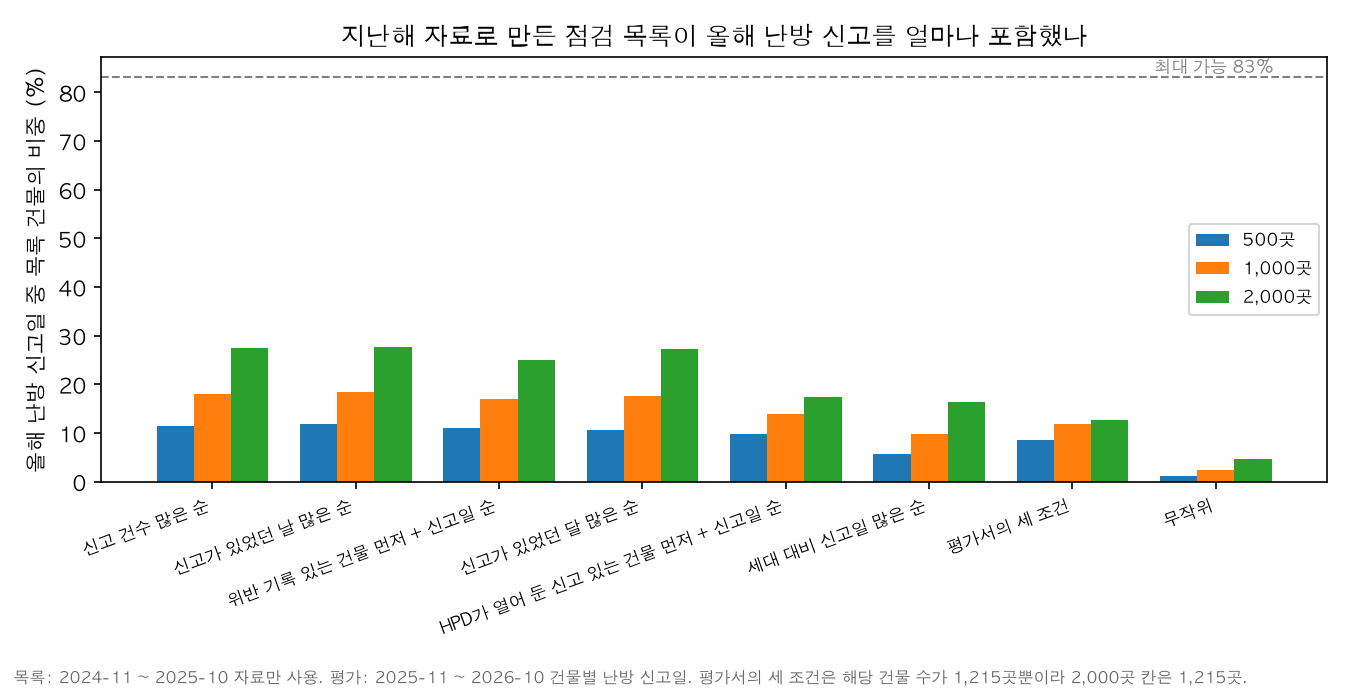 지난해 자료로 만든 점검 목록이 올해 난방 신고를 얼마나 포함했나
올해 난방 신고일 중 목록 건물의 비중 (%)
최대 가능 83%
80
70
60
50
40
30
20
10
0
500곳
1,000곳
2,000곳
신고 건수 많은 순
신고가 있었던 날 많은 순
위반 기록 있는 건물 먼저 + 신고일 순
신고가 있었던 달 많은 순
HPD가 열어 둔 신고 있는 건물 먼저 + 신고일 순
세대 대비 신고일 많은 순
평가서의 세 조건
무작위
목록: 2024-11 ~ 2025-10 자료만 사용. 평가: 2025-11 ~ 2026-10 건물별 난방 신고일. 평가서의 세 조건은 해당 건물 수가 1,215곳뿐이라 2,000곳 칸은 1,215곳.